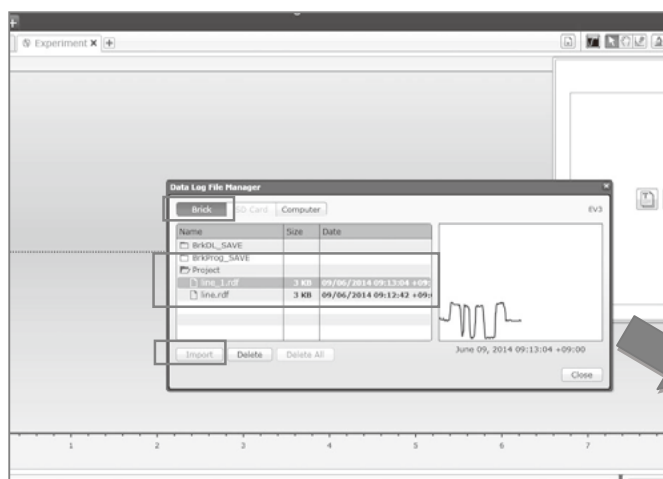 Experiment
Data Log File Manager
Brick SD Card Computer
EV3
Name Size Date
BrkDL_SAVE
BrkProg_SAVE
Project
line_1.rdf 3 KB 09/06/2014 09:13:04 +09:
line.rdf 3 KB 09/06/2014 09:12:42 +09:
June 09, 2014 09:13:04 +09:00
Import Delete Delete All
Close
1 2 3 4 5 6 7